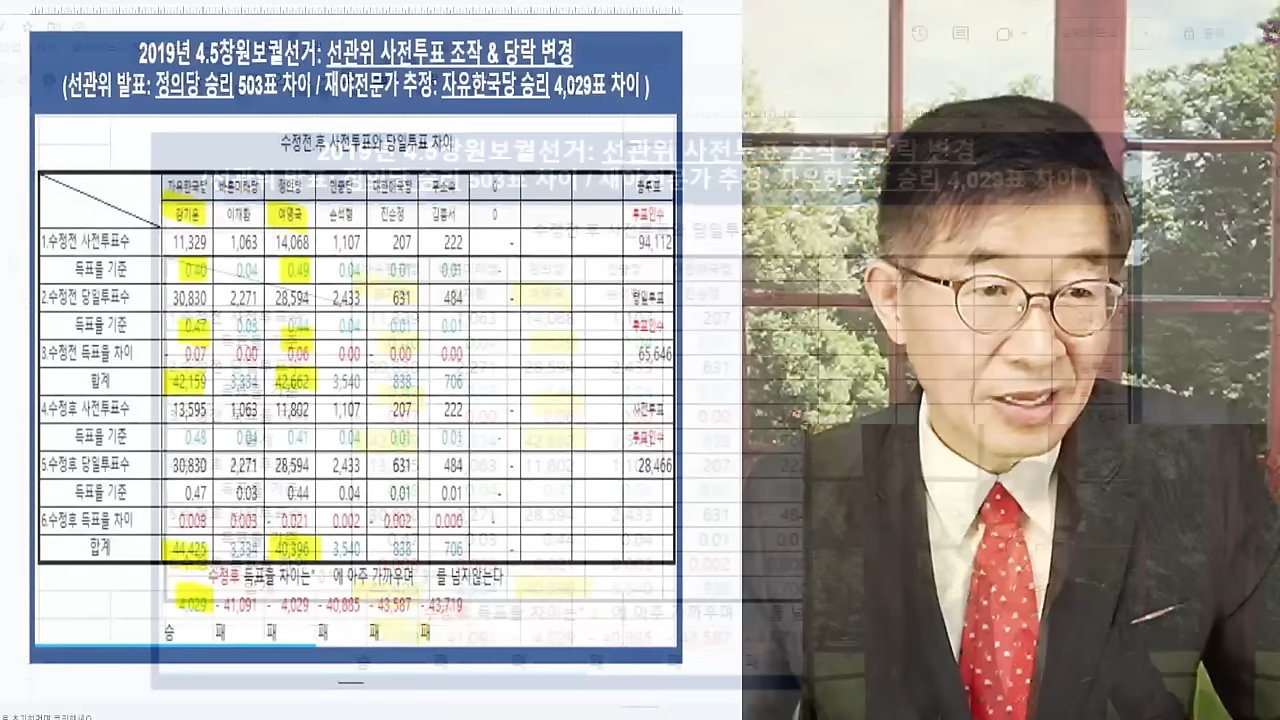 2019년 4.5창원보궐선거: 선관위 사전투표 조작 & 당락 변경
(선관위 발표: 정의당 승리 503표 차이 / 재야전문가 추정: 자유한국당 승리 4,029표 차이 )
수정전.후 사전투표와 당일투표 차이
자유한국당 바른미래당 정의당 민중당 대한애국당 무소속 0 총투표
강기윤 이재환 여영국 손석형 진순정 김종서 0 투표인수
1.수정전 사전투표수 11,329 1,063 14,068 1,107 207 222 - 94,112
득표율 기준 0.40 0.04 0.49 0.04 0.01 0.01
2.수정전 당일투표수 30,830 2,271 28,594 2,433 631 484 - 당일투표
득표율 기준 0.47 0.03 0.44 0.04 0.01 0.01 투표인수
3.수정전 득표율 차이 - 0.07 0.00 0.06 0.00 - 0.00 0.00 65,646
합계 42,159 3,334 42,662 3,540 838 706
4.수정후 사전투표수 13,595 1,063 11,802 1,107 207 222 - 사전투표
득표율 기준 0.48 0.04 0.41 0.04 0.01 0.01 투표인수
5.수정후 당일투표수 30,830 2,271 28,594 2,433 631 484 - 28,466
득표율 기준 0.47 0.03 0.44 0.04 0.01 0.01 -
6.수정후 득표율 차이 0.008 0.003 - 0.021 0.002 - 0.002 0.000
합계 44,425 3,334 40,396 3,540 838 706 -
수정후 득표율 차이는" 에 아주 가까우며 를 넘지않는다
4,029 - 41,091 - 4,029 - 40,885 - 43,587 - 43,719
승 패 패 패 패 패